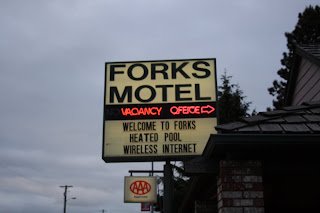 FORKS
MOTEL
VACANCY OFFICE
WELCOME TO FORKS
HEATED POOL
WIRELESS INTERNET
AAA